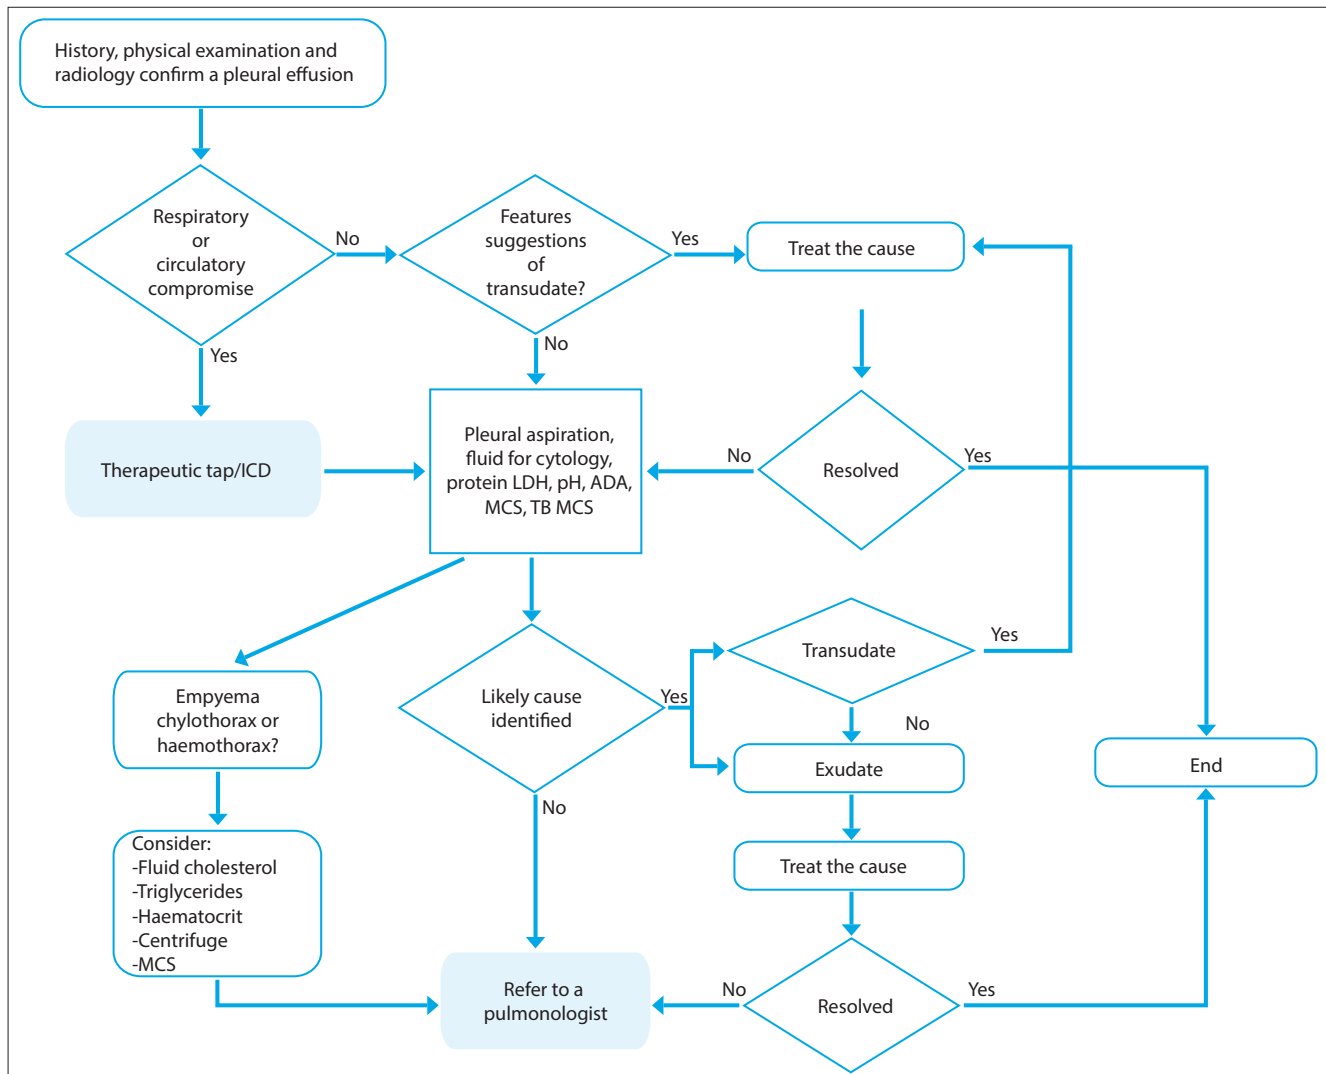 History, physical examination and
radiology confirm a pleural effusion
Respiratory
or
circulatory
compromise
No
Features
suggestions
of
transudate?
Yes
Treat the cause
Yes
No
Therapeutic tap/ICD
Pleural aspiration,
fluid for cytology,
protein LDH, pH, ADA,
MCS, TB MCS
No
Resolved
Yes
Empyema
chylothorax or
haemothorax?
Likely cause
identified
Yes
Transudate
Yes
No
Exudate
End
No
Consider:
-Fluid cholesterol
-Triglycerides
-Haematocrit
-Centrifuge
-MCS
Treat the cause
Refer to a
pulmonologist
No
Resolved
Yes